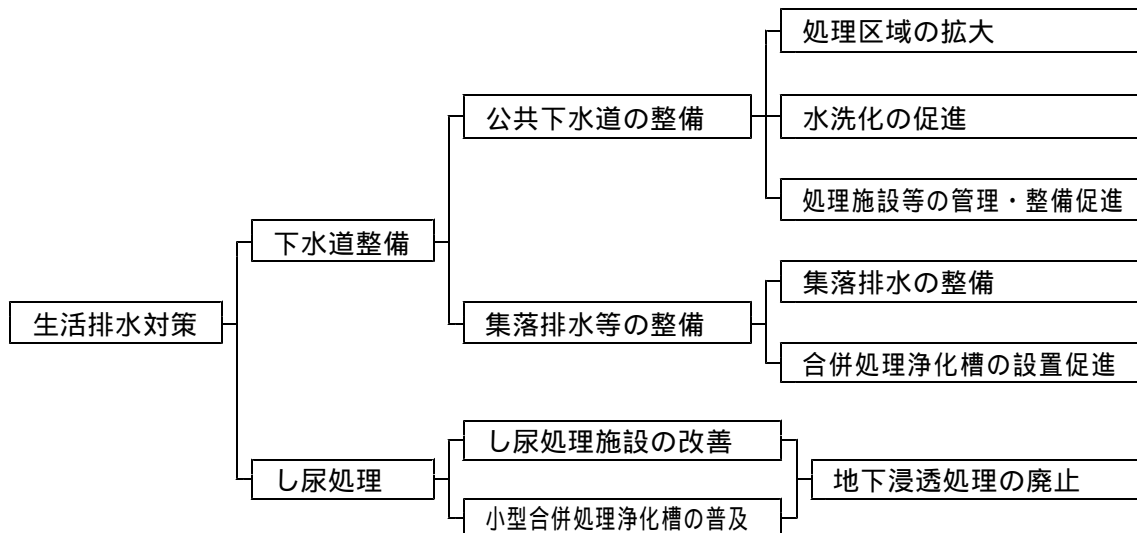 処理区域の拡大
公共下水道の整備
水洗化の促進
処理施設等の管理・整備促進
下水道整備
集落排水の整備
生活排水対策
集落排水等の整備
合併処理浄化槽の設置促進
し尿処理施設の改善
し尿処理
地下浸透処理の廃止
小型合併処理浄化槽の普及